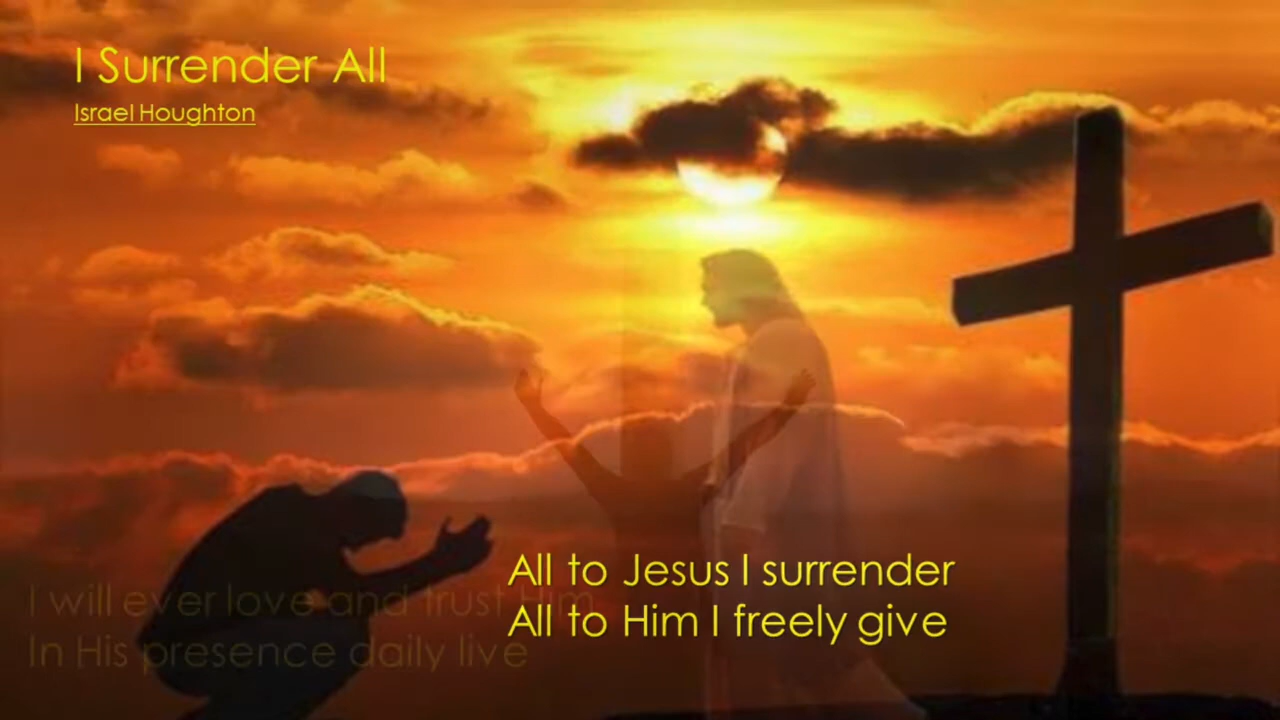 I Surrender All
Israel Houghton
All to Jesus I surrender
All to Him I freely give
I will ever love and trust Him
In His presence daily live